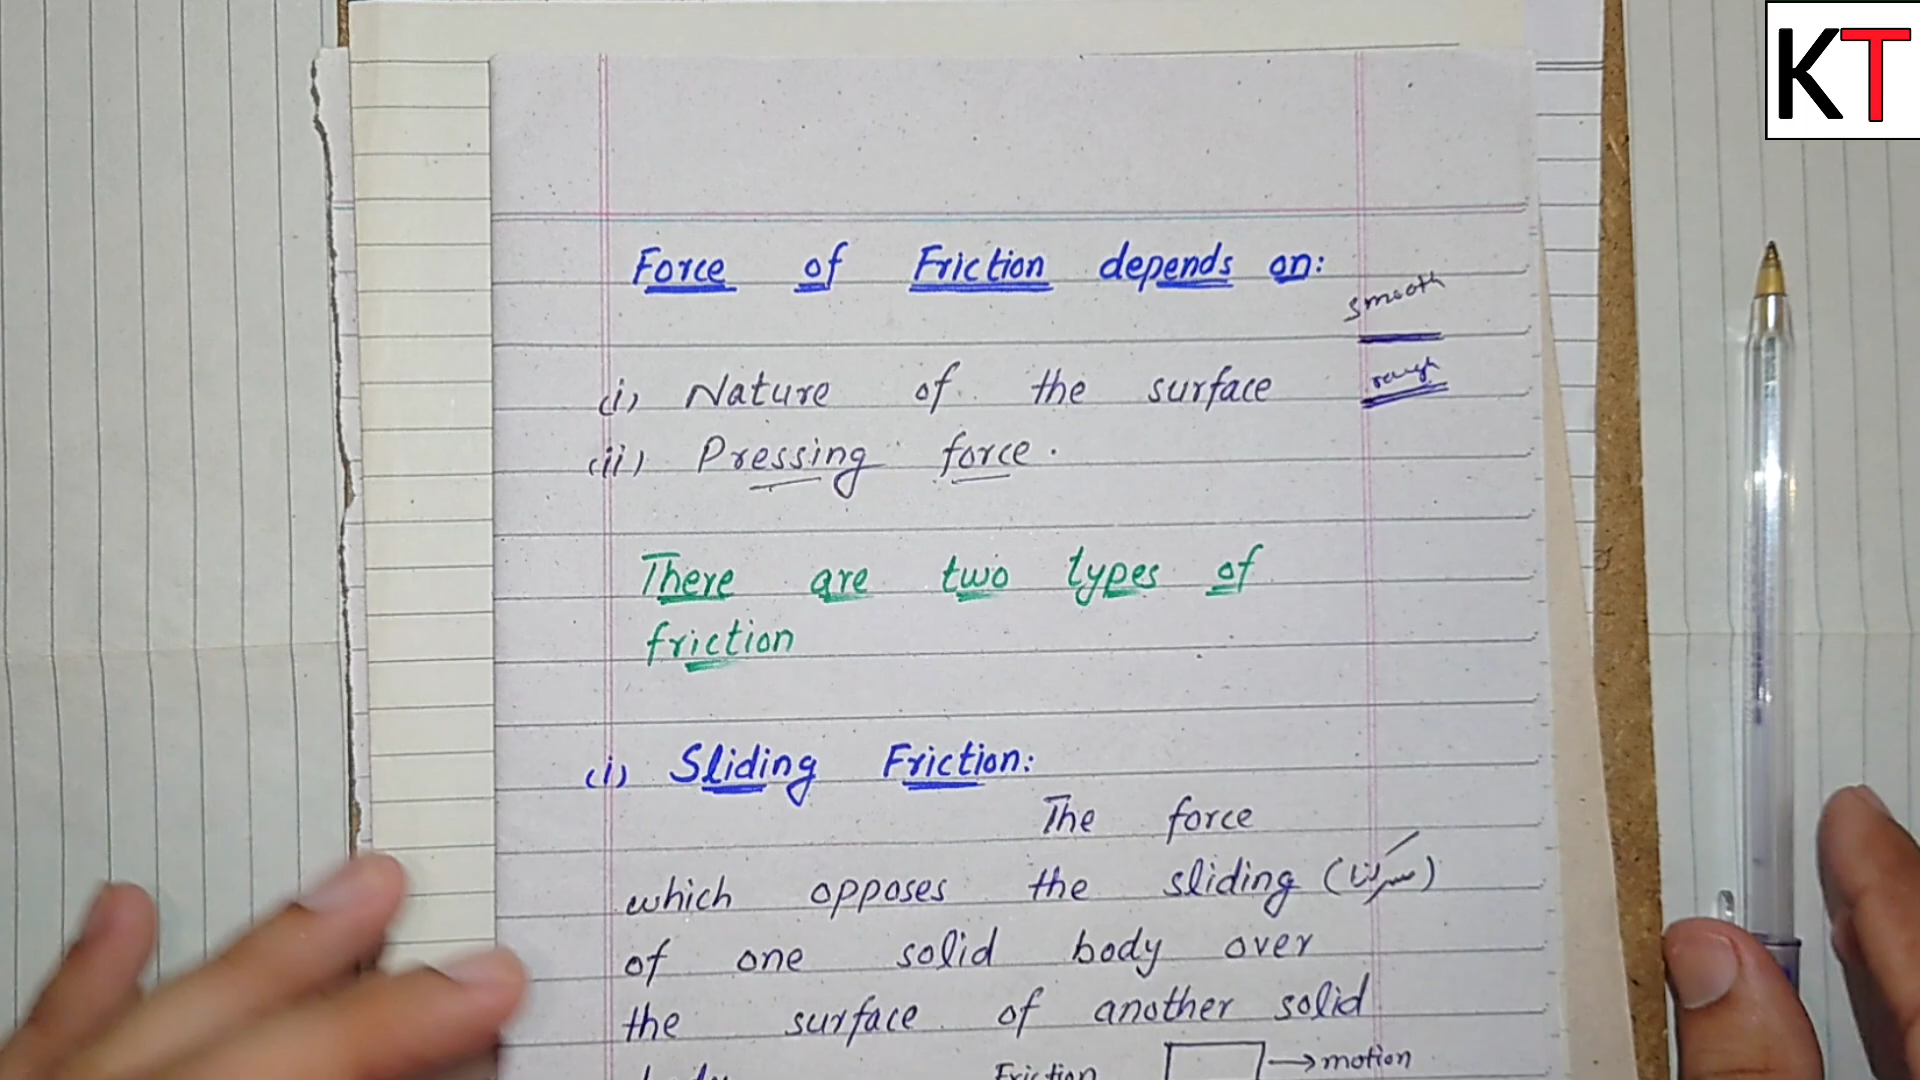 KT
Force of Friction depends on:
smooth
(i) Nature of the surface
rough
(ii) Pressing force.
There are two types of
friction
(i) Sliding Friction:
The force
which opposes the sliding
of one solid body over
the surface of another solid
body
Friction → motion